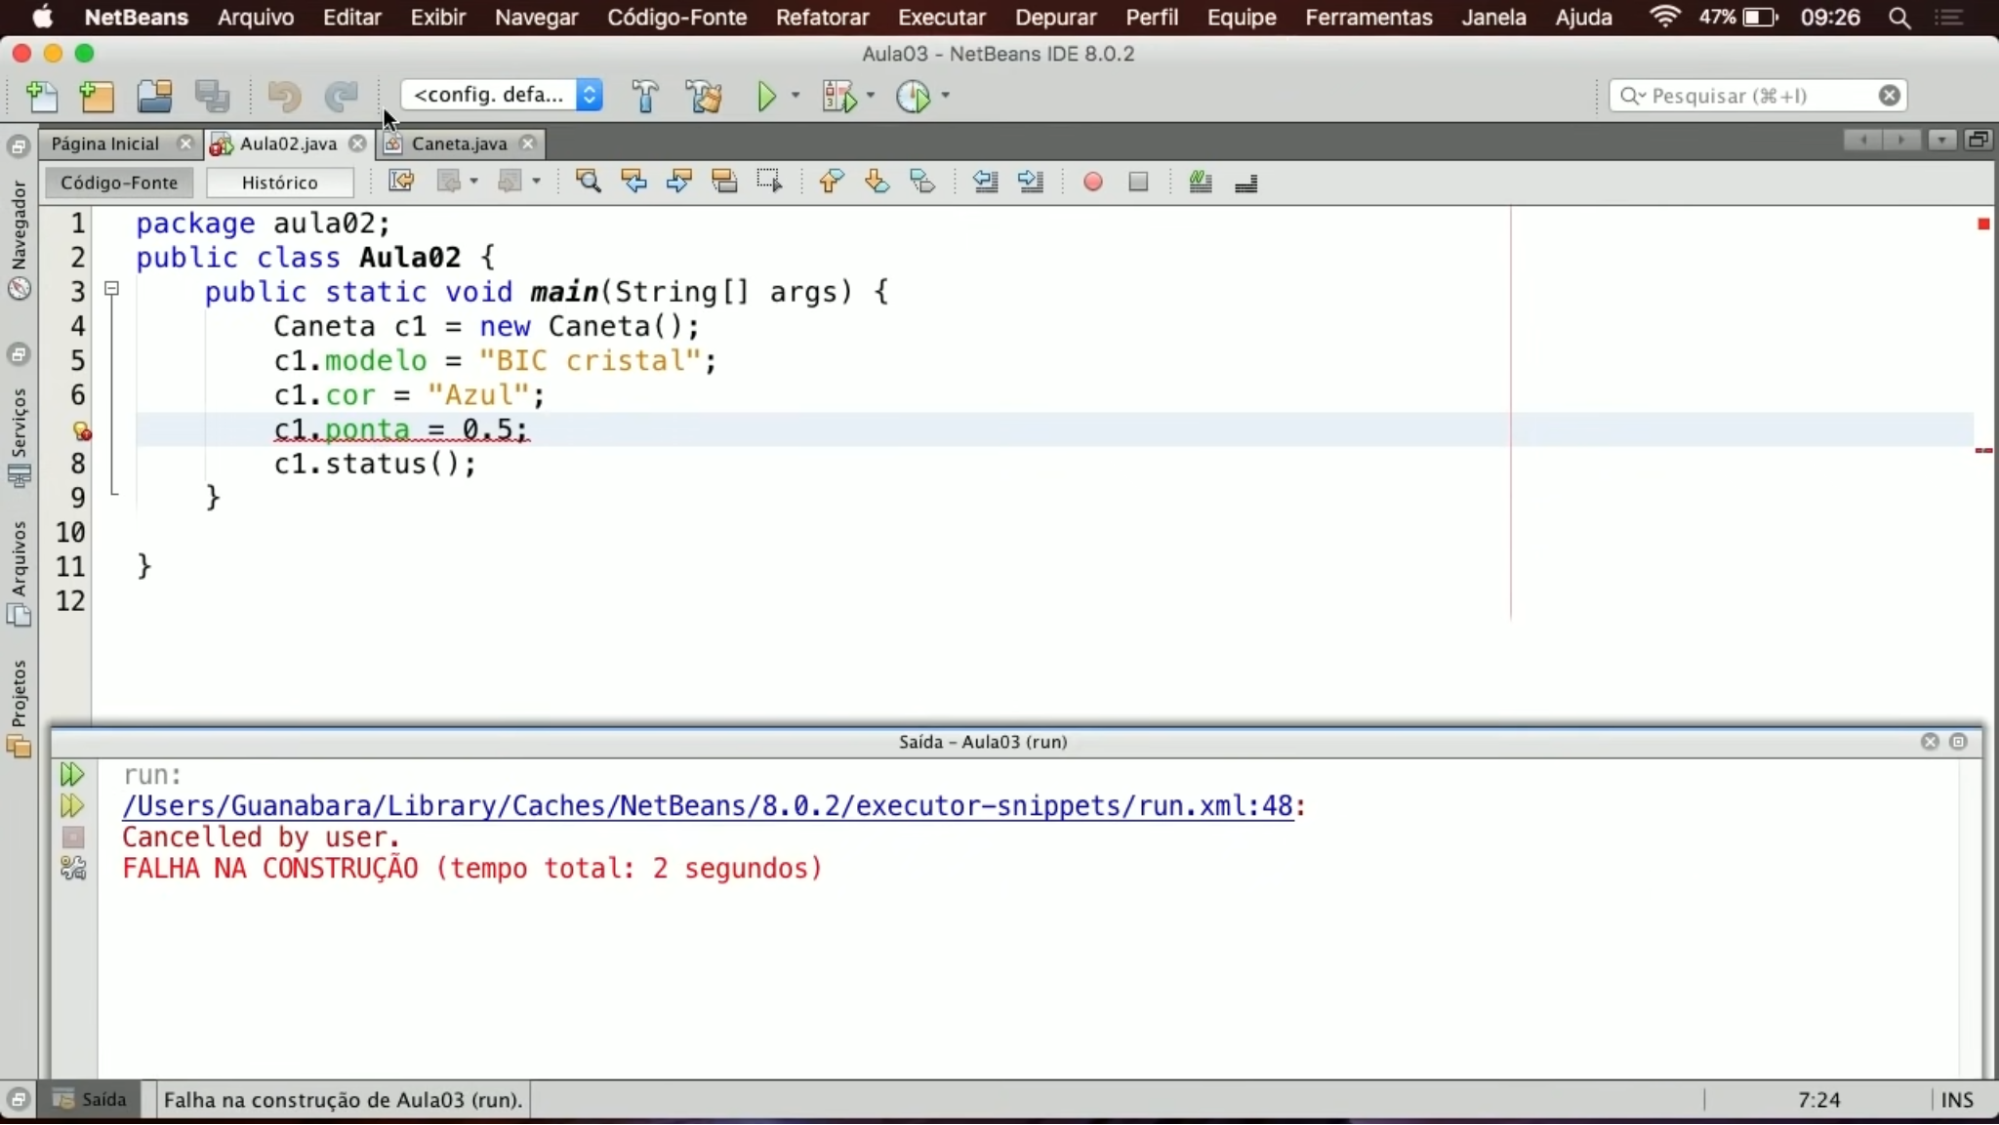 NetBeans Arquivo Editar Exibir Navegar Código-Fonte Refatorar Executar Depurar Perfil Equipe Ferramentas Janela Ajuda 47% 09:26
Aula03 - NetBeans IDE 8.0.2
<config. defa... Pesquisar (⌘+I)
Página Inicial Aula02.java Caneta.java
Código-Fonte Histórico
Navegador
Serviços
Arquivos
Projetos
1 package aula02;
2 public class Aula02 {
3 public static void main(String[] args) {
4 Caneta c1 = new Caneta();
5 c1.modelo = "BIC cristal";
6 c1.cor = "Azul";
c1.ponta = 0.5;
8 c1.status();
9 }
10
11 }
12
Saída - Aula03 (run)
run:
/Users/Guanabara/Library/Caches/NetBeans/8.0.2/executor-snippets/run.xml:48:
Cancelled by user.
FALHA NA CONSTRUÇÃO (tempo total: 2 segundos)
Saída Falha na construção de Aula03 (run). 7:24 INS